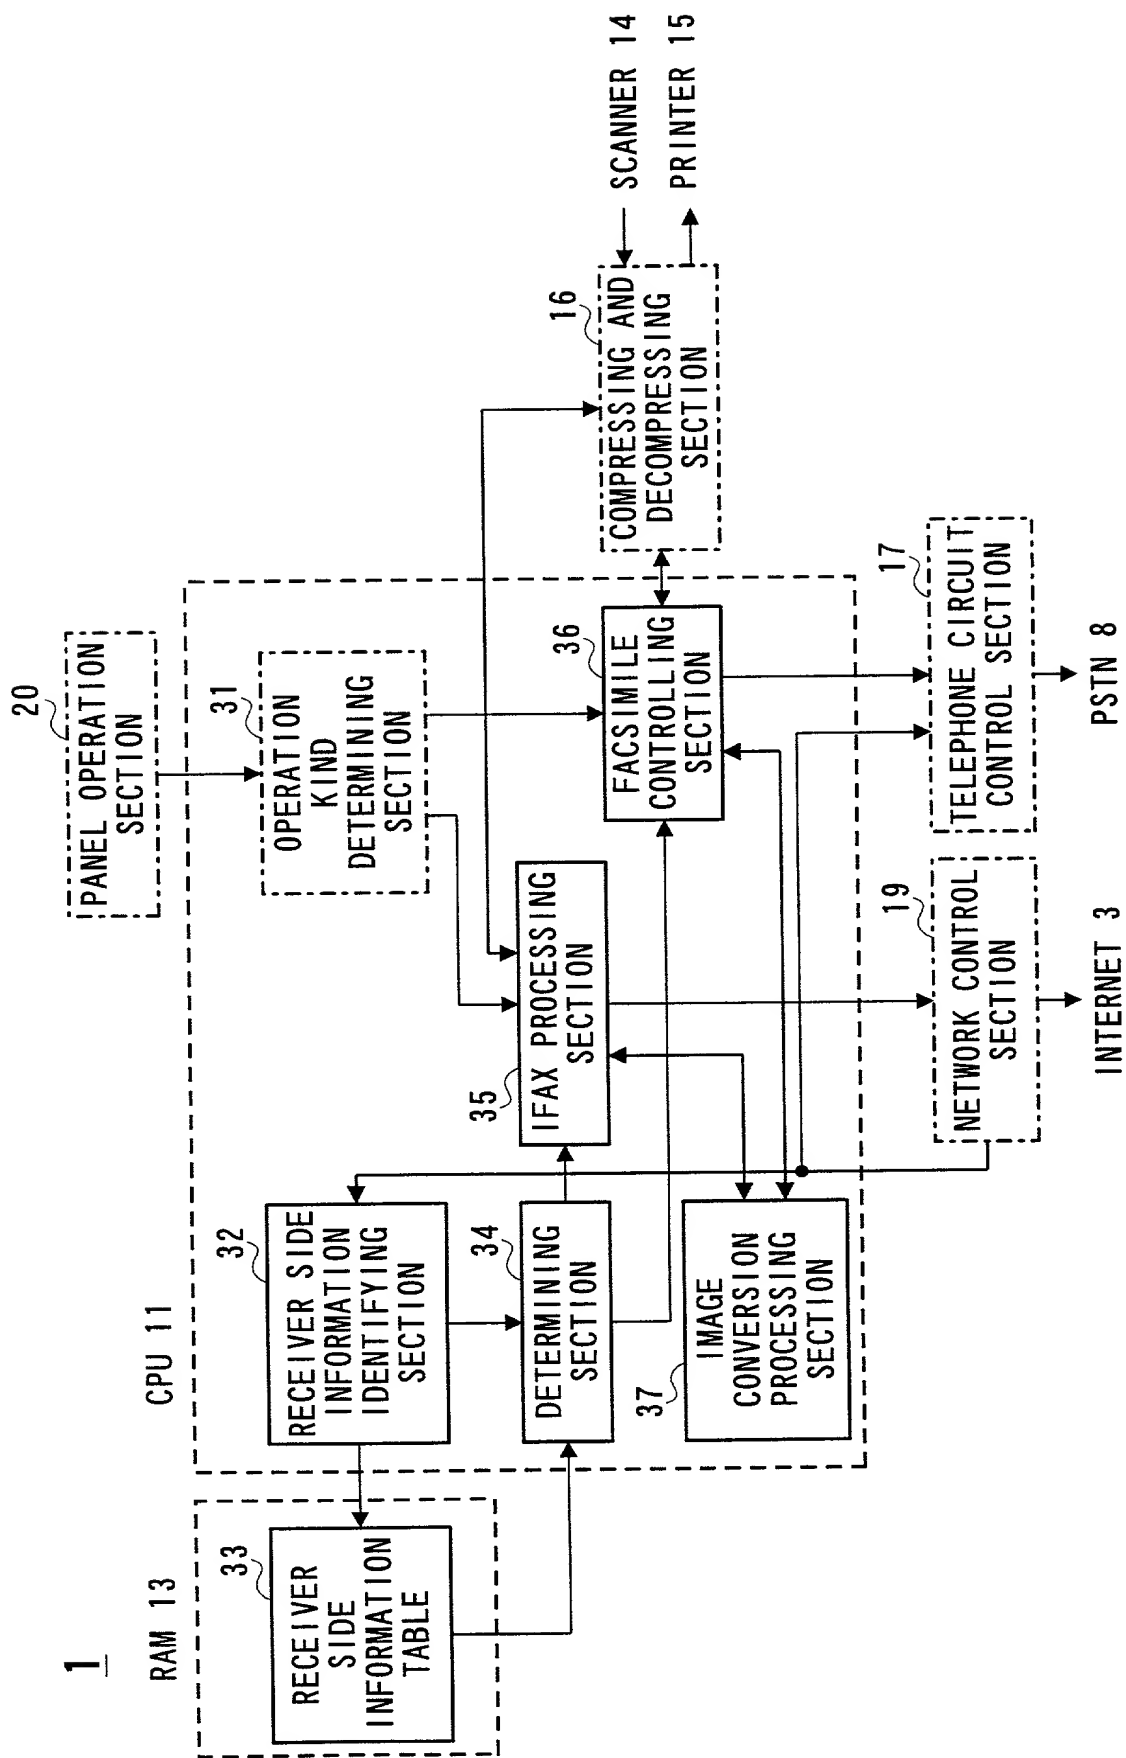 1
RAM 13
33
RECEIVER
SIDE
INFORMATION
TABLE
CPU 11
32
RECEIVER SIDE
INFORMATION
IDENTIFYING
SECTION
34
DETERMINING
SECTION
37
IMAGE
CONVERSION
PROCESSING
SECTION
20
PANEL OPERATION
SECTION
31
OPERATION
KIND
DETERMINING
SECTION
35
IFAX PROCESSING
SECTION
36
FACSIMILE
CONTROLLING
SECTION
16
COMPRESSING AND
DECOMPRESSING
SECTION
SCANNER 14
PRINTER 15
19
NETWORK CONTROL
SECTION
INTERNET 3
17
TELEPHONE CIRCUIT
CONTROL SECTION
PSTN 8